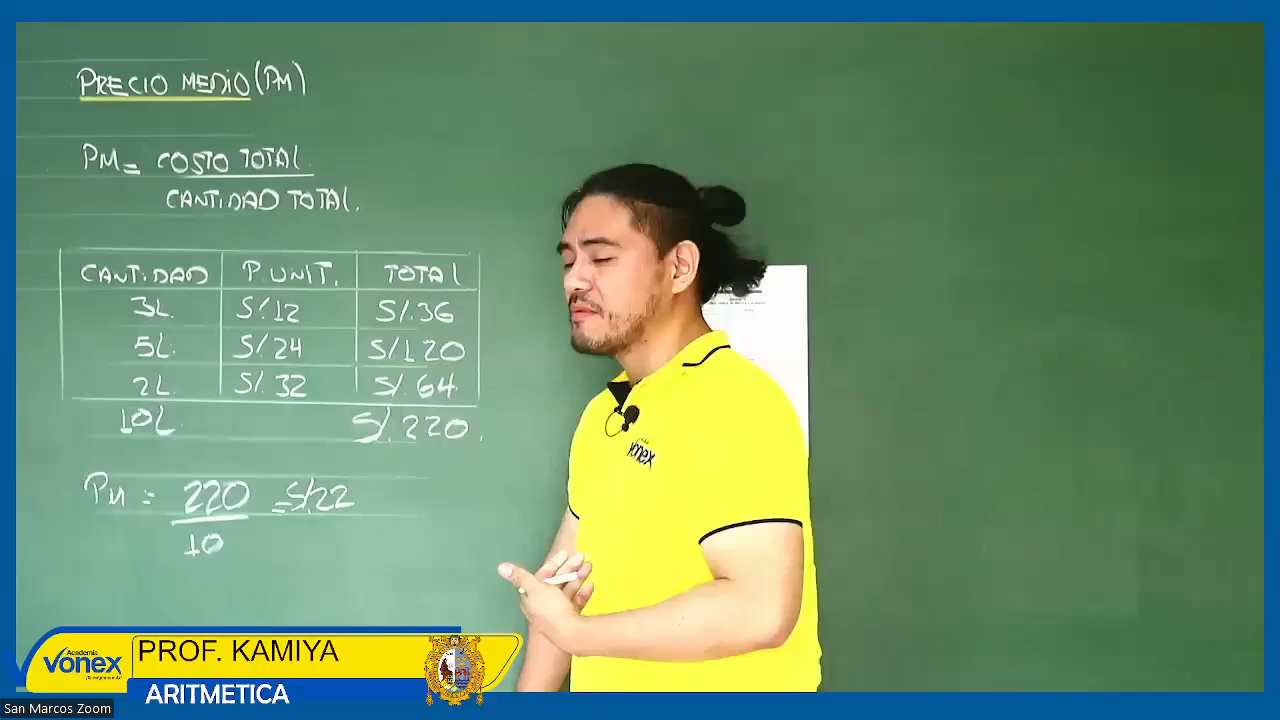 PRECIO MEDIO (PM)
PM = COSTO TOTAL
CANTIDAD TOTAL.
CANTIDAD P. UNIT. TOTAL
3L. S/. 12 S/. 36
5L. S/. 24 S/. 120
2L. S/. 32 S/. 64
10L S/. 220.
PM = 220 = S/. 22
10
vonex
Academia
vonex
PROF. KAMIYA
ARITMETICA
San Marcos Zoom